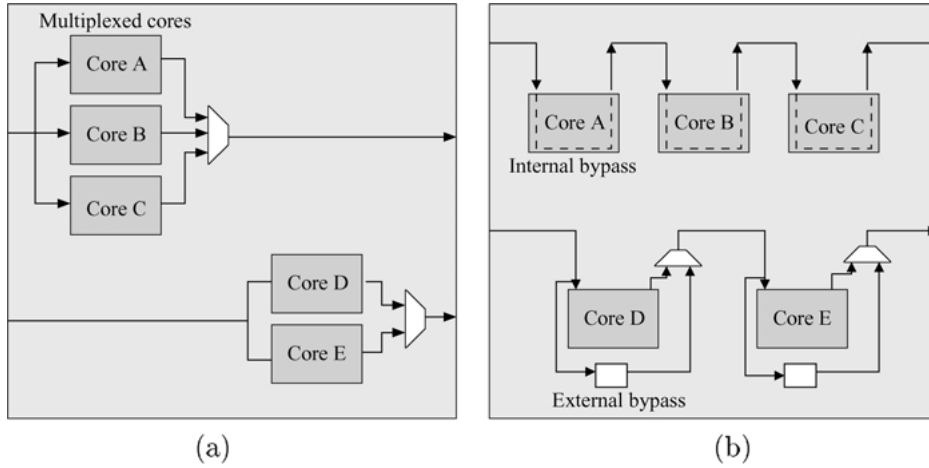 Multiplexed cores
Core A
Core B
Core C
Core D
Core E
(a)
Core A
Core B
Core C
Internal bypass
Core D
Core E
External bypass
(b)